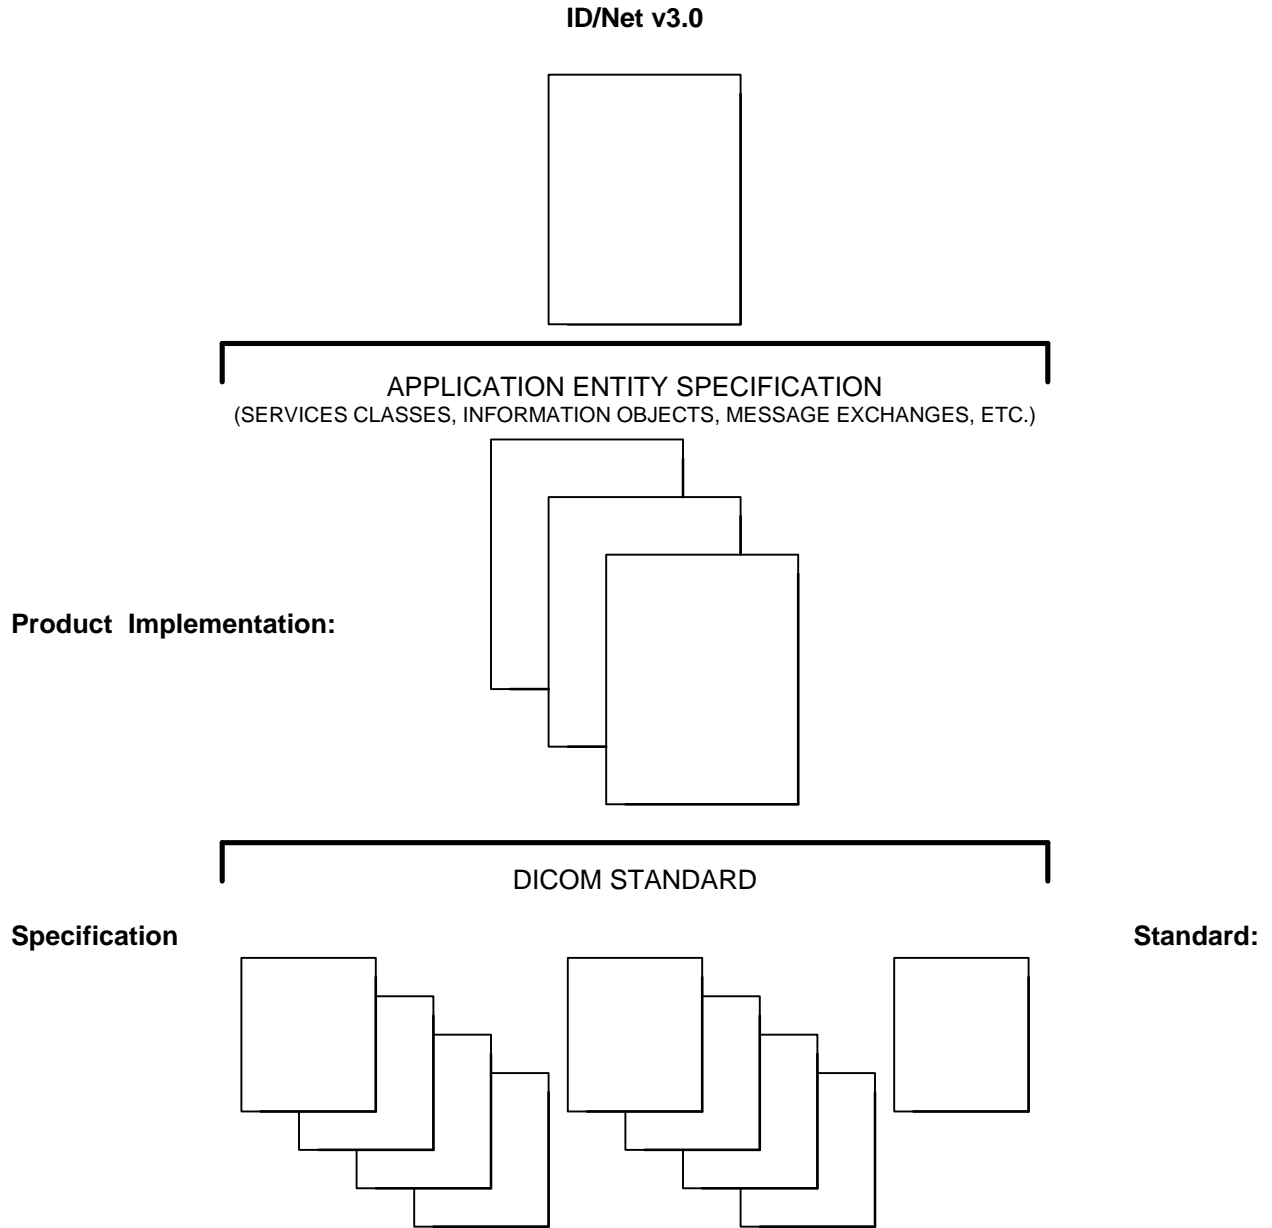 ID/Net v3.0
APPLICATION ENTITY SPECIFICATION
(SERVICES CLASSES, INFORMATION OBJECTS, MESSAGE EXCHANGES, ETC.)
Product Implementation:
DICOM STANDARD
Specification Standard: